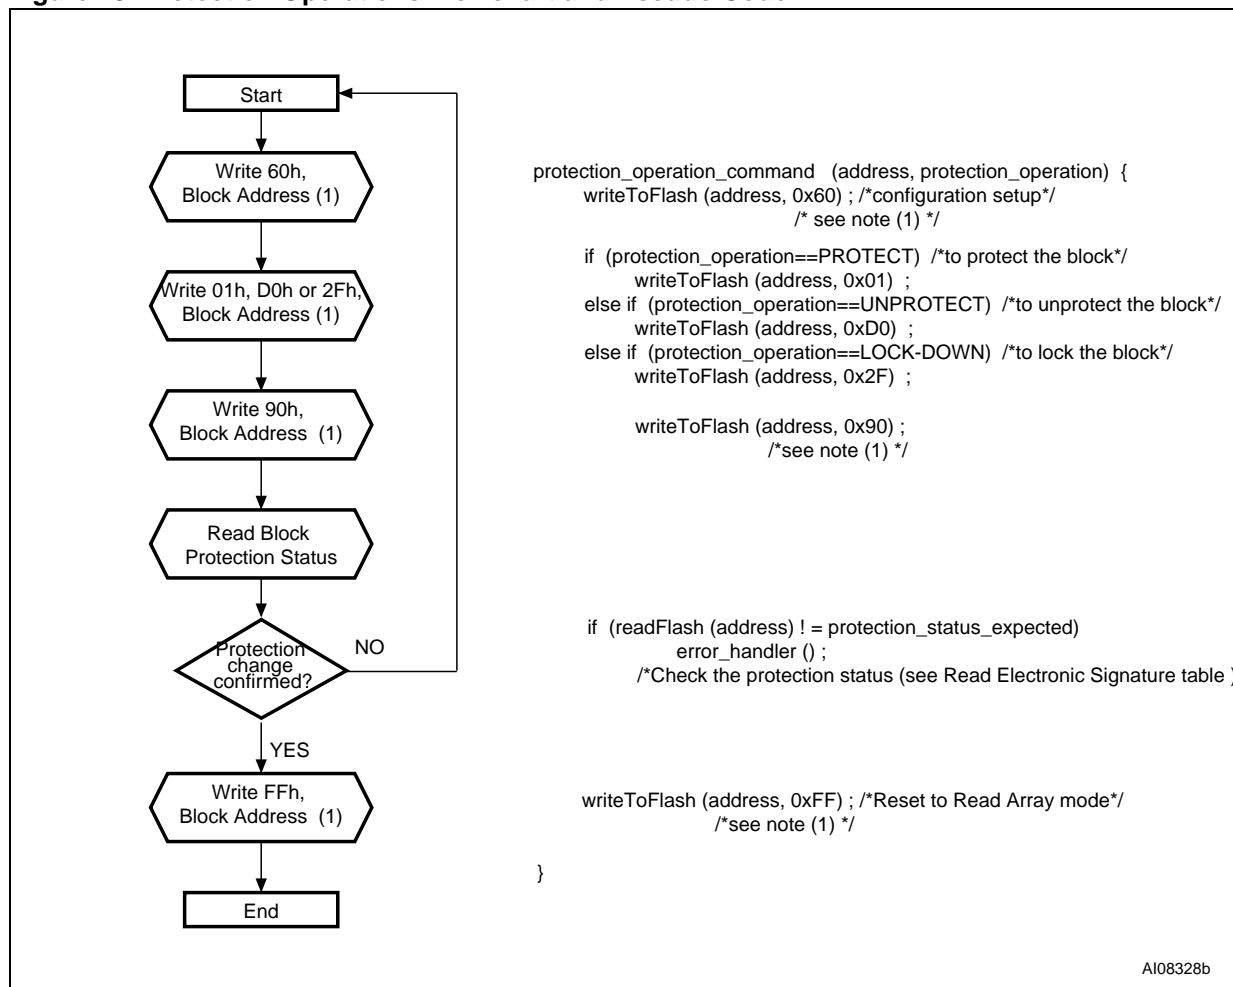 Start
Write 60h,
Block Address (1)
Write 01h, D0h or 2Fh,
Block Address (1)
Write 90h,
Block Address (1)
Read Block
Protection Status
Protection
change
confirmed?
NO
YES
Write FFh,
Block Address (1)
End
protection_operation_command (address, protection_operation) {
writeToFlash (address, 0x60) ; /*configuration setup*/
/* see note (1) */
if (protection_operation==PROTECT) /*to protect the block*/
writeToFlash (address, 0x01) ;
else if (protection_operation==UNPROTECT) /*to unprotect the block*/
writeToFlash (address, 0xD0) ;
else if (protection_operation==LOCK-DOWN) /*to lock the block*/
writeToFlash (address, 0x2F) ;
writeToFlash (address, 0x90) ;
/*see note (1) */
if (readFlash (address) ! = protection_status_expected)
error_handler () ;
/*Check the protection status (see Read Electronic Signature table )
writeToFlash (address, 0xFF) ; /*Reset to Read Array mode*/
/*see note (1) */
}
AI08328b